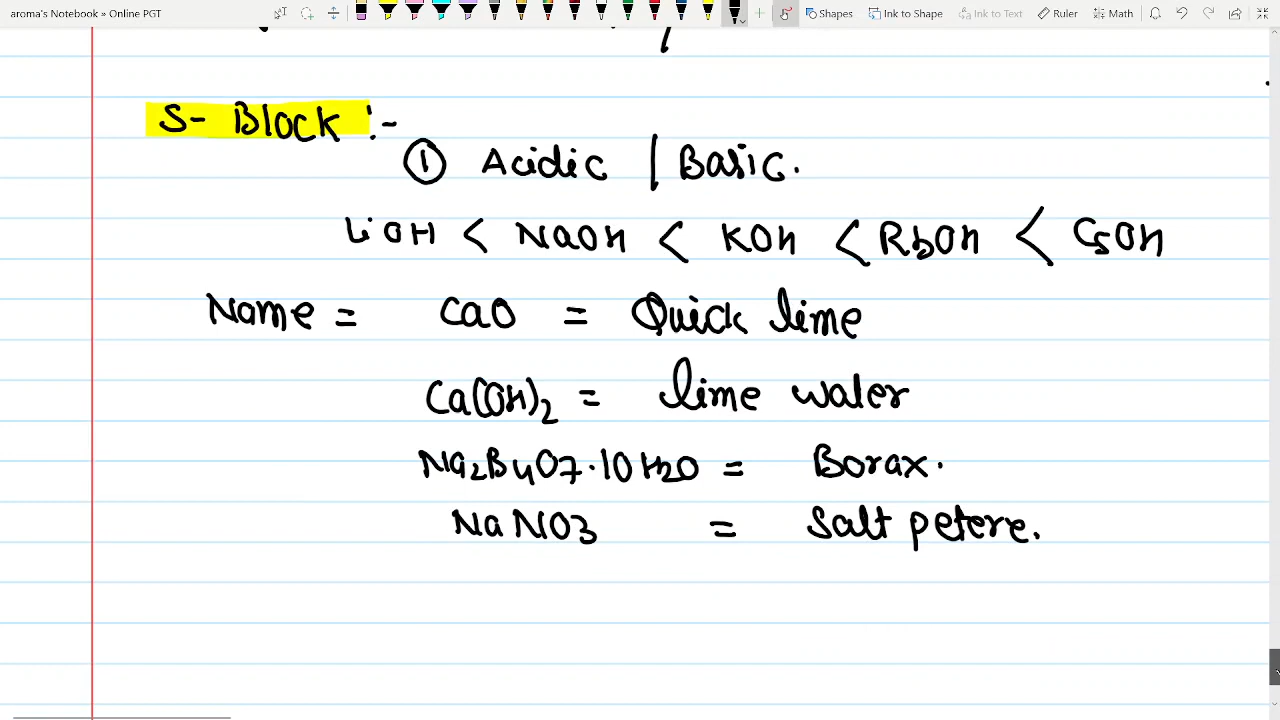 aroma's Notebook » Online PGT
Shapes Ink to Shape Ink to Text Ruler Math
S- Block :-
① Acidic | Basic.
LiOH < NaOH < KOH < RbOH < CsOH
Name = CaO = Quick lime
Ca(OH)2 = lime water
Na2B4O7·10H2O = Borax.
NaNO3 = Salt petere.